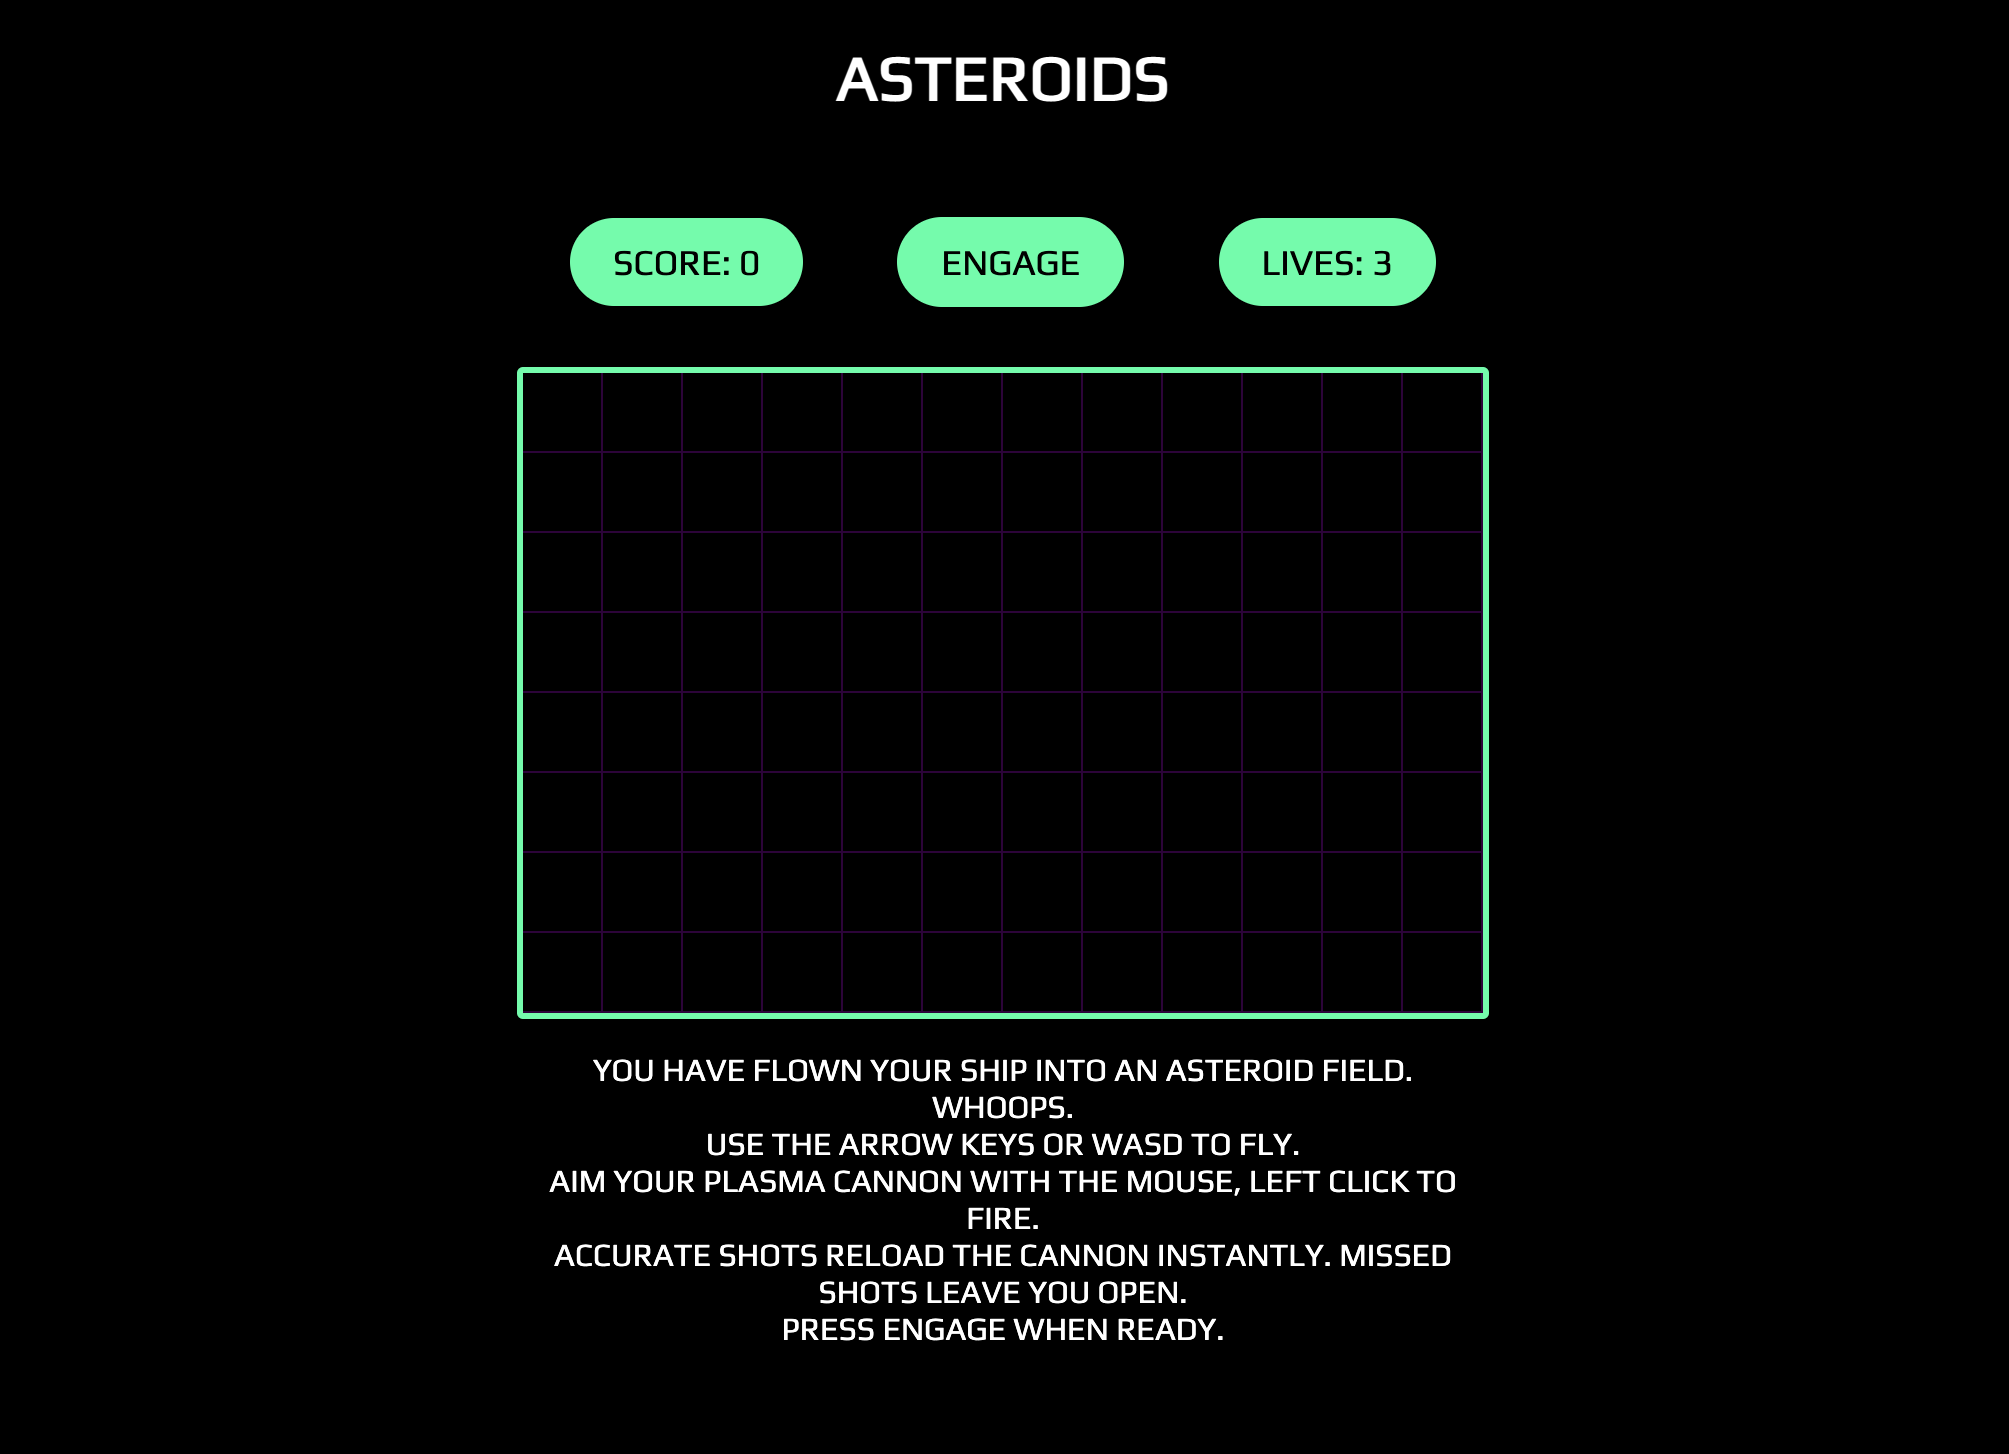 ASTEROIDS
SCORE: 0
ENGAGE
LIVES: 3
YOU HAVE FLOWN YOUR SHIP INTO AN ASTEROID FIELD.
WHOOPS.
USE THE ARROW KEYS OR WASD TO FLY.
AIM YOUR PLASMA CANNON WITH THE MOUSE, LEFT CLICK TO
FIRE.
ACCURATE SHOTS RELOAD THE CANNON INSTANTLY. MISSED
SHOTS LEAVE YOU OPEN.
PRESS ENGAGE WHEN READY.